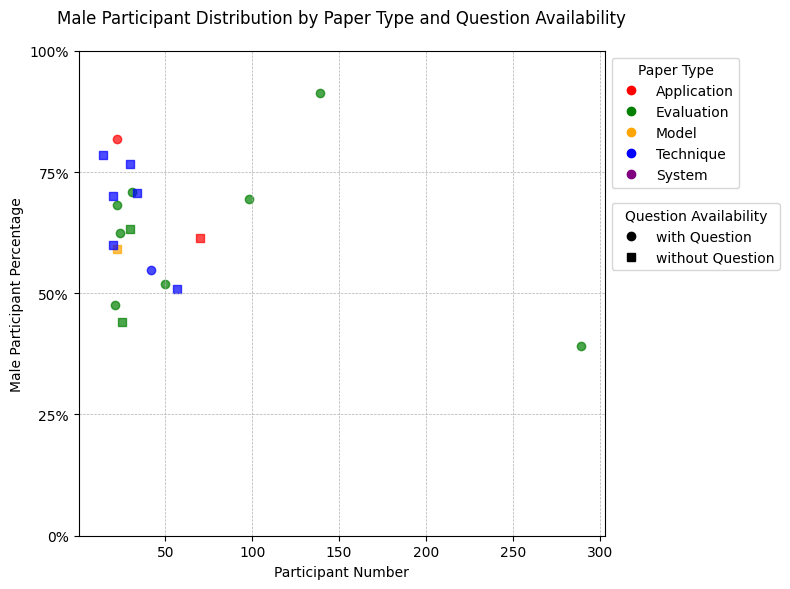 Male Participant Distribution by Paper Type and Question Availability
100%
75%
50%
25%
0%
Male Participant Percentage
50
100
150
200
250
300
Participant Number
Paper Type
Application
Evaluation
Model
Technique
System
Question Availability
with Question
without Question